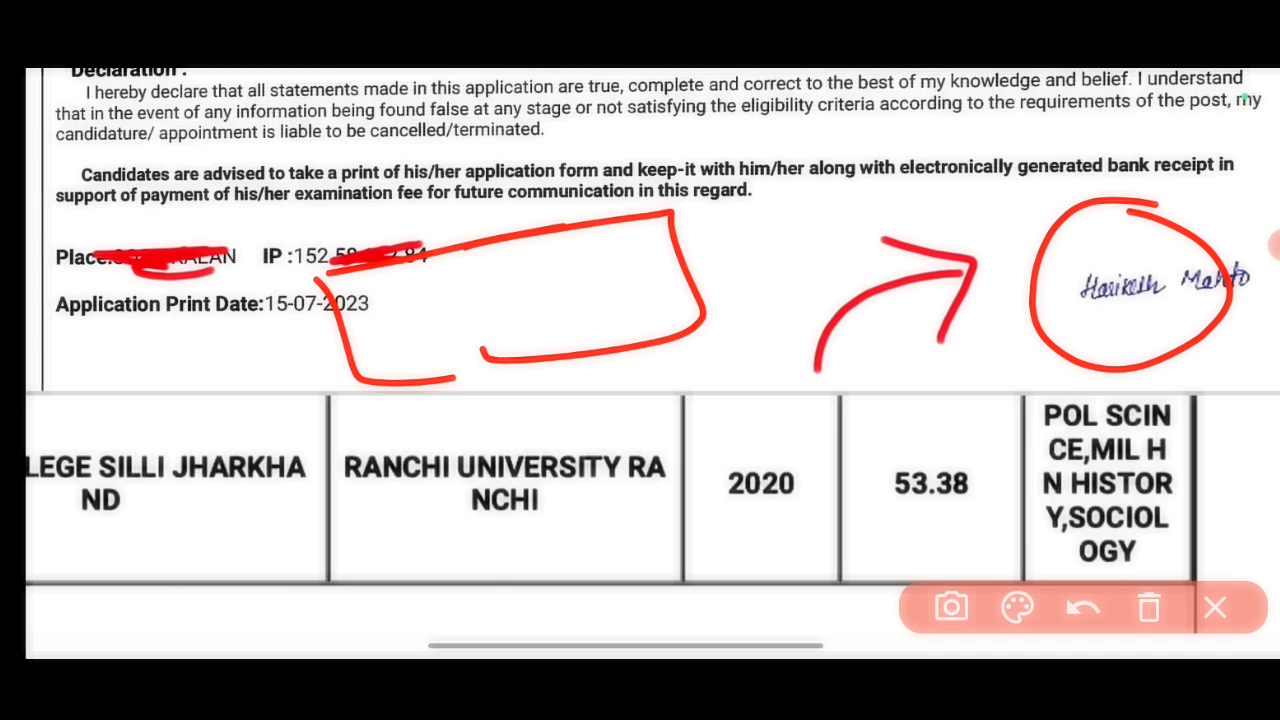 Declaration :
I hereby declare that all statements made in this application are true, complete and correct to the best of my knowledge and belief. I understand
that in the event of any information being found false at any stage or not satisfying the eligibility criteria according to the requirements of the post, my
candidature/ appointment is liable to be cancelled/terminated.
Candidates are advised to take a print of his/her application form and keep-it with him/her along with electronically generated bank receipt in
support of payment of his/her examination fee for future communication in this regard.
Place: IP :152.
Application Print Date:15-07-2023
Harikesh Mahto
LEGE SILLI JHARKHA
ND
RANCHI UNIVERSITY RA
NCHI
2020
53.38
POL SCIN
CE,MIL H
N HISTOR
Y,SOCIOL
OGY